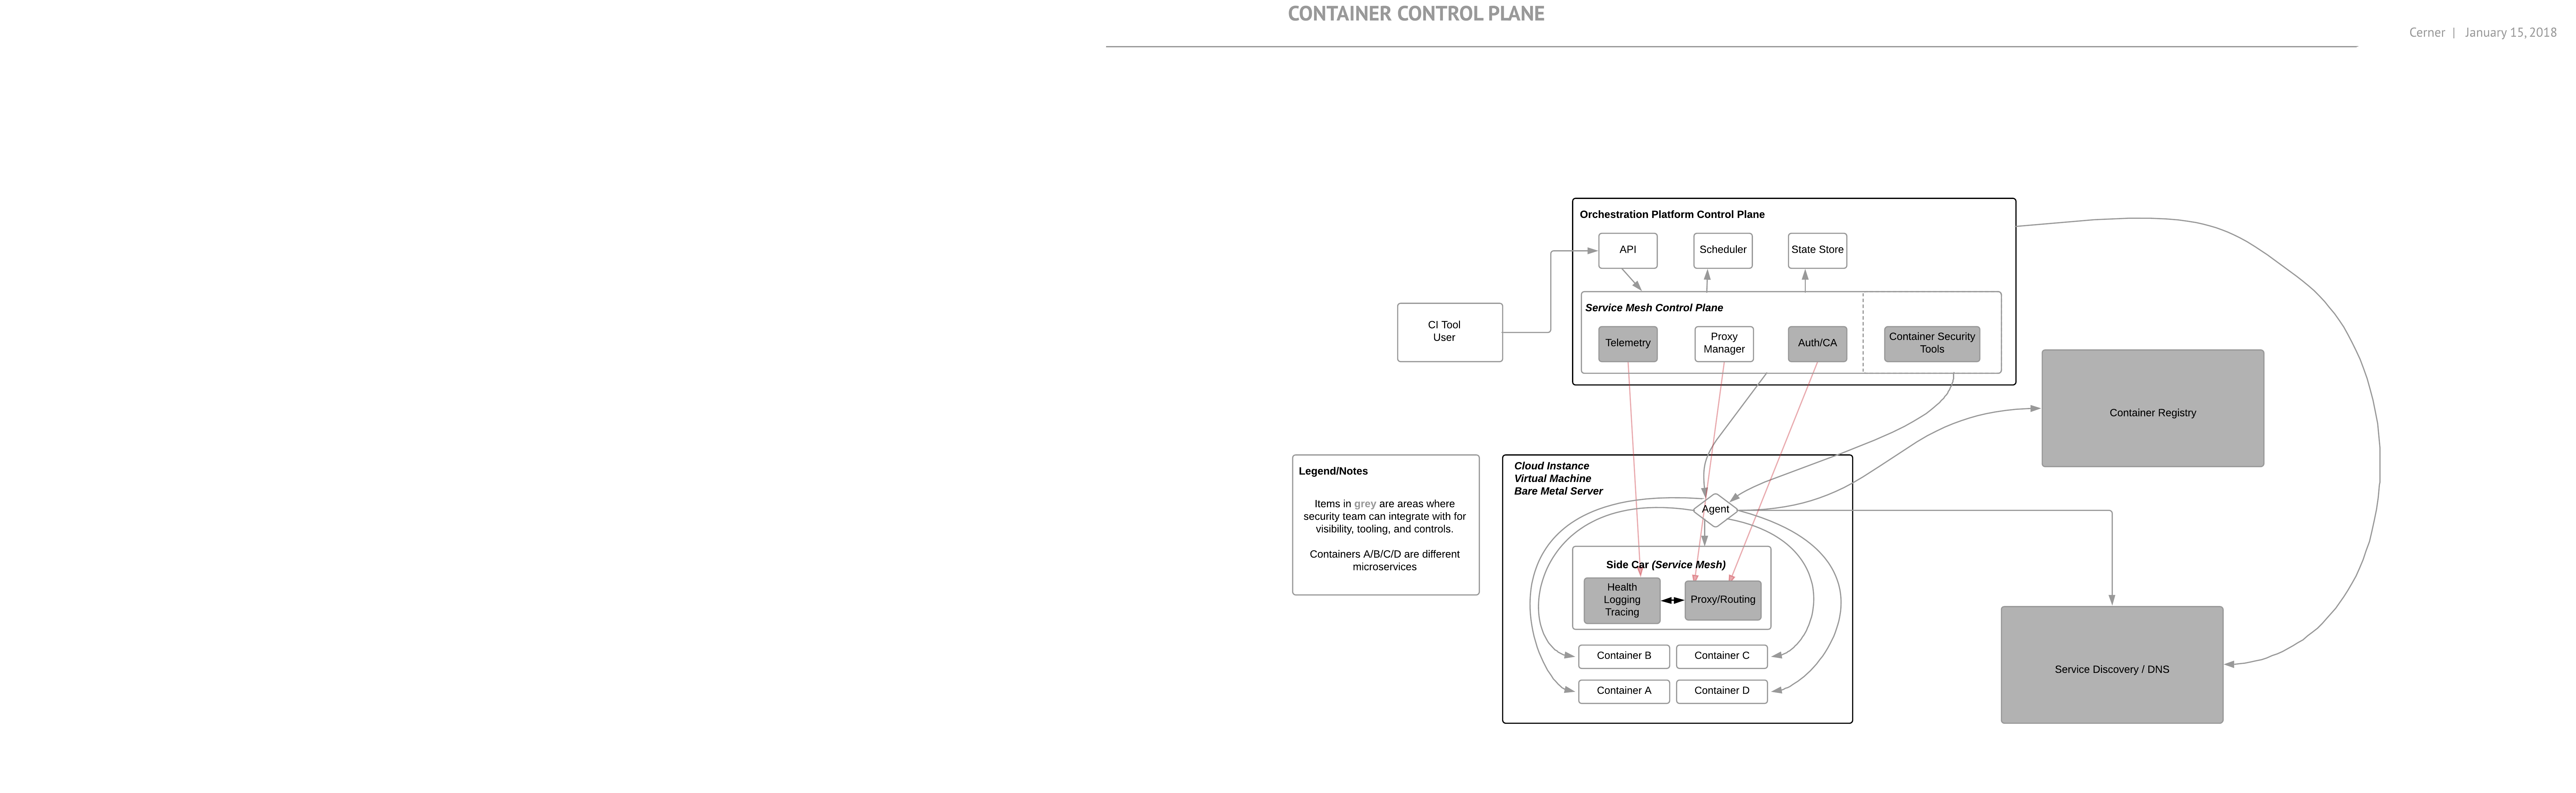 CONTAINER CONTROL PLANE
Cerner | January 15, 2018
Orchestration Platform Control Plane
API
Scheduler
State Store
Service Mesh Control Plane
CI Tool
User
Telemetry
Proxy
Manager
Auth/CA
Container Security
Tools
Container Registry
Legend/Notes
Items in grey are areas where
security team can integrate with for
visibility, tooling, and controls.
Containers A/B/C/D are different
microservices
Cloud Instance
Virtual Machine
Bare Metal Server
Agent
Side Car (Service Mesh)
Health
Logging
Tracing
Proxy/Routing
Container B
Container C
Container A
Container D
Service Discovery / DNS